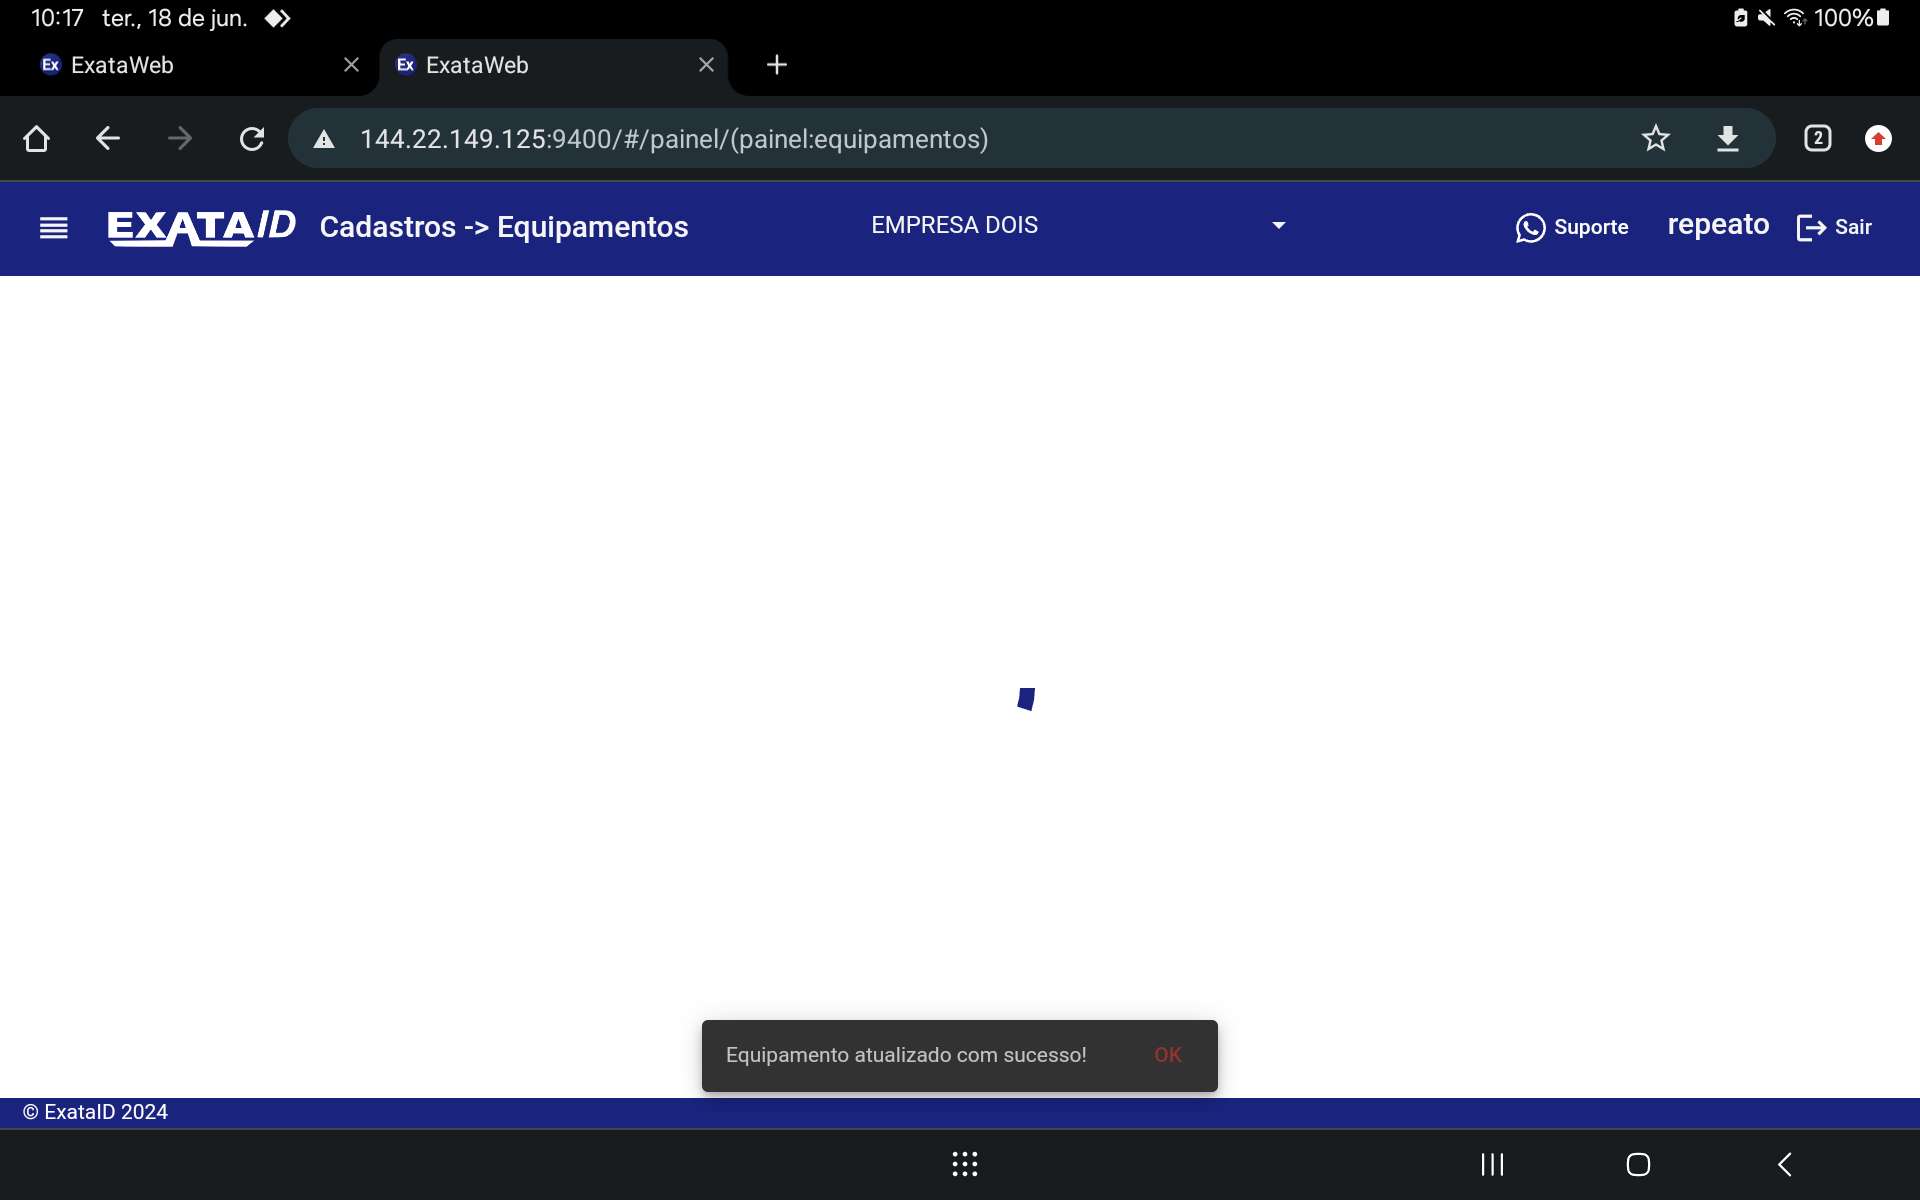 10:17 ter., 18 de jun. 100%
Ex ExataWeb
Ex ExataWeb
144.22.149.125:9400/#/painel/(painel:equipamentos)
2
EXATAID Cadastros -> Equipamentos EMPRESA DOIS Suporte repeato Sair
Equipamento atualizado com sucesso! OK
© ExataID 2024